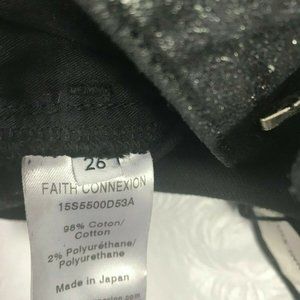 26
FAITH CONNEXION
15S5500D53A
98% Coton/
Cotton
2% Polyuréthane/
Polyurethane
Made in Japan